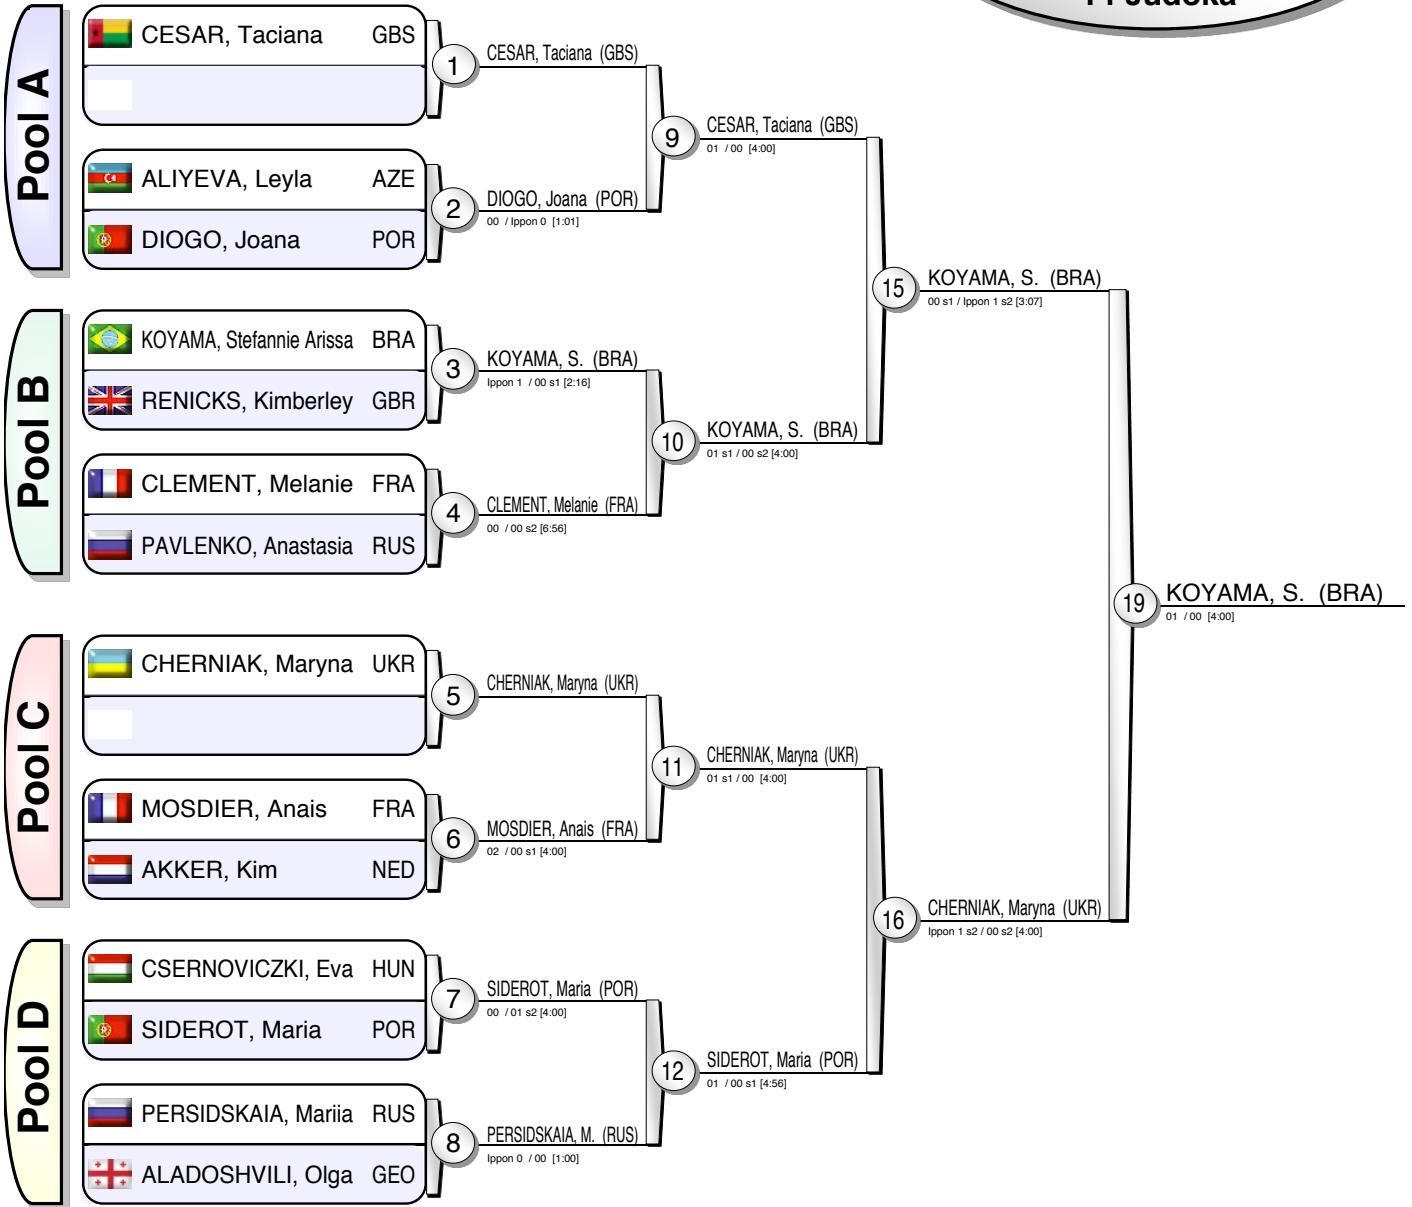 14 Judoka
Pool A
CESAR, Taciana GBS
ALIYEVA, Leyla AZE
DIOGO, Joana POR
1
CESAR, Taciana (GBS)
2
DIOGO, Joana (POR)
00 / Ippon 0 [1:01]
9
CESAR, Taciana (GBS)
01 / 00 [4:00]
Pool B
KOYAMA, Stefannie Arissa BRA
RENICKS, Kimberley GBR
CLEMENT, Melanie FRA
PAVLENKO, Anastasia RUS
3
KOYAMA, S. (BRA)
Ippon 1 / 00 s1 [2:16]
4
CLEMENT, Melanie (FRA)
00 / 00 s2 [6:56]
10
KOYAMA, S. (BRA)
01 s1 / 00 s2 [4:00]
15
KOYAMA, S. (BRA)
00 s1 / Ippon 1 s2 [3:07]
Pool C
CHERNIAK, Maryna UKR
MOSDIER, Anais FRA
AKKER, Kim NED
5
CHERNIAK, Maryna (UKR)
6
MOSDIER, Anais (FRA)
02 / 00 s1 [4:00]
11
CHERNIAK, Maryna (UKR)
01 s1 / 00 [4:00]
Pool D
CSERNOVICZKI, Eva HUN
SIDEROT, Maria POR
PERSIDSKAIA, Mariia RUS
ALADOSHVILI, Olga GEO
7
SIDEROT, Maria (POR)
00 / 01 s2 [4:00]
8
PERSIDSKAIA, M. (RUS)
Ippon 0 / 00 [1:00]
12
SIDEROT, Maria (POR)
01 / 00 s1 [4:56]
16
CHERNIAK, Maryna (UKR)
Ippon 1 s2 / 00 s2 [4:00]
19
KOYAMA, S. (BRA)
01 / 00 [4:00]